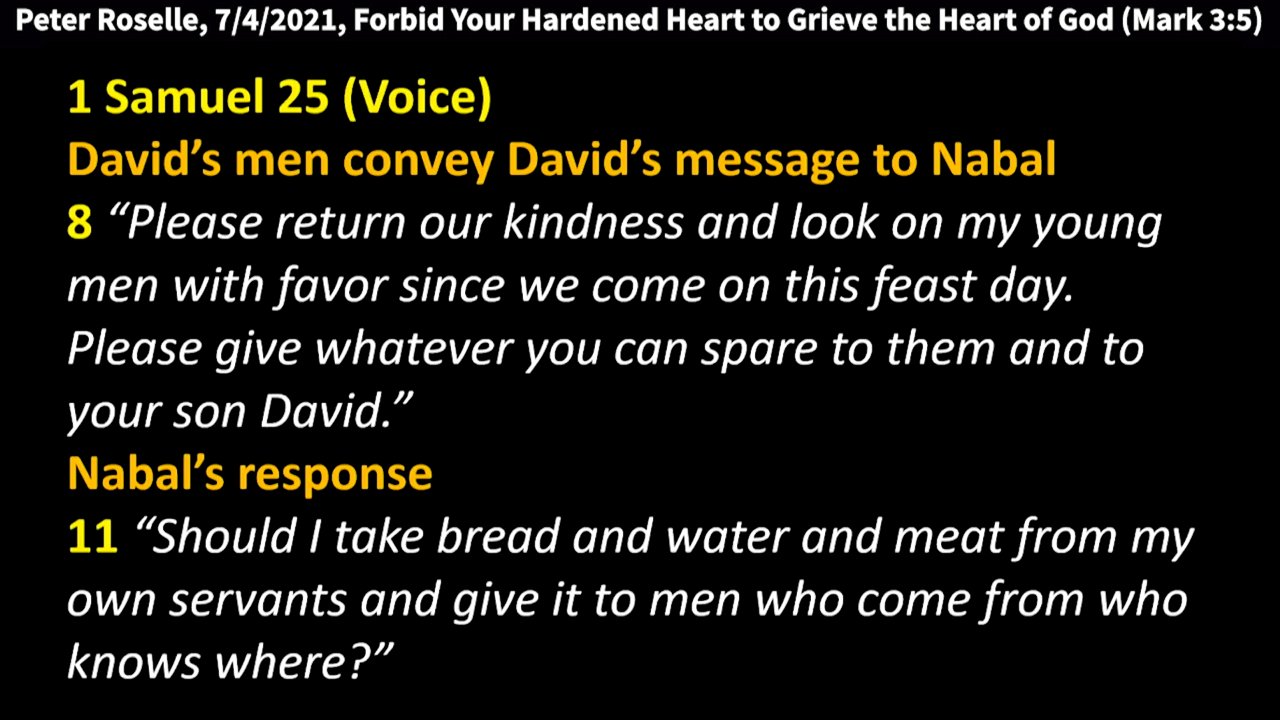 Peter Roselle, 7/4/2021, Forbid Your Hardened Heart to Grieve the Heart of God (Mark 3:5)
1 Samuel 25 (Voice)
David’s men convey David’s message to Nabal
8 “Please return our kindness and look on my young
men with favor since we come on this feast day.
Please give whatever you can spare to them and to
your son David.”
Nabal’s response
11 “Should I take bread and water and meat from my
own servants and give it to men who come from who
knows where?”